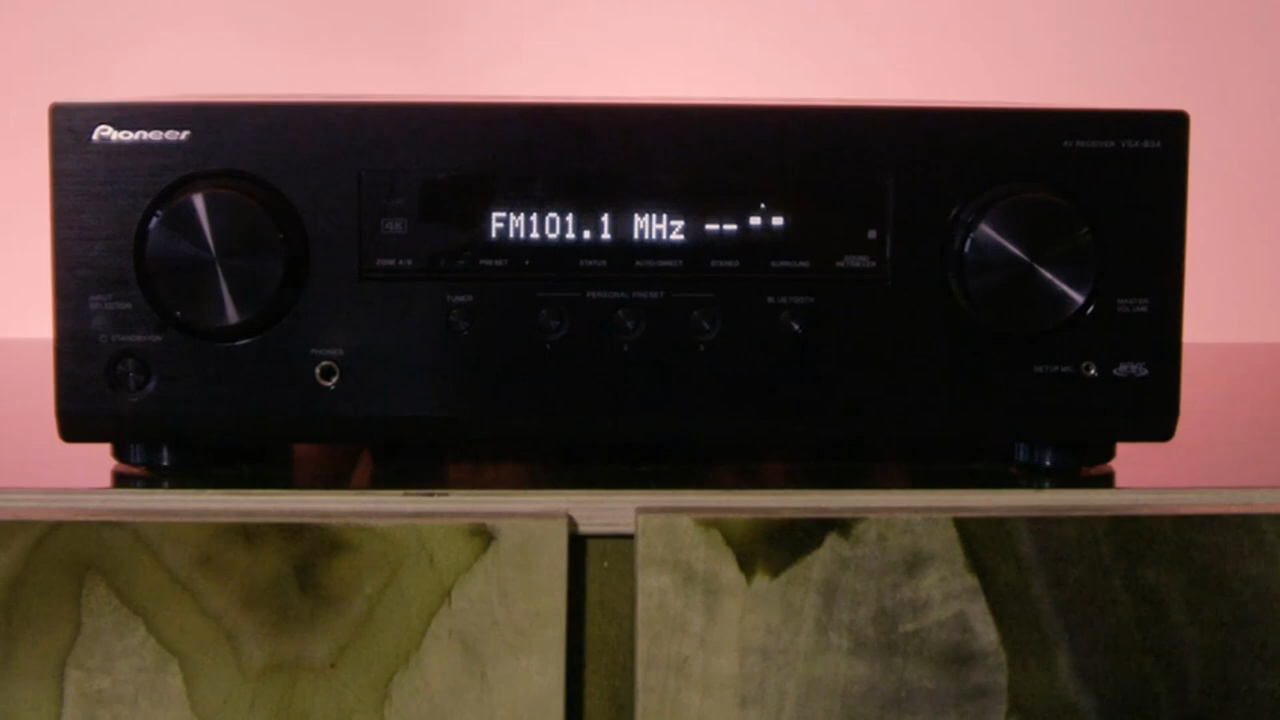 Pioneer
AV RECEIVER VSX-834
4K
FM101.1 MHz --
ZONE A/B PRESET STATUS AUTO/DIRECT STEREO SURROUND SOUND RETRIEVER
TUNER PERSONAL PRESET BLUETOOTH
INPUT SELECTOR
MASTER VOLUME
STANDBY/ON
PHONES
SETUP MIC